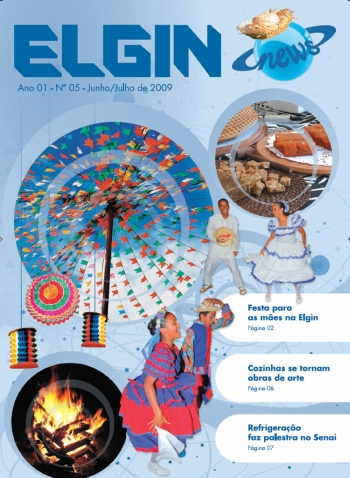 ELGIN
news
Ano 01 - Nº 05 - Junho/Julho de 2009
Festa para
as mães na Elgin
Página 02
Cozinhas se tornam
obras de arte
Página 06
Refrigeração
faz palestra no Senai
Página 07